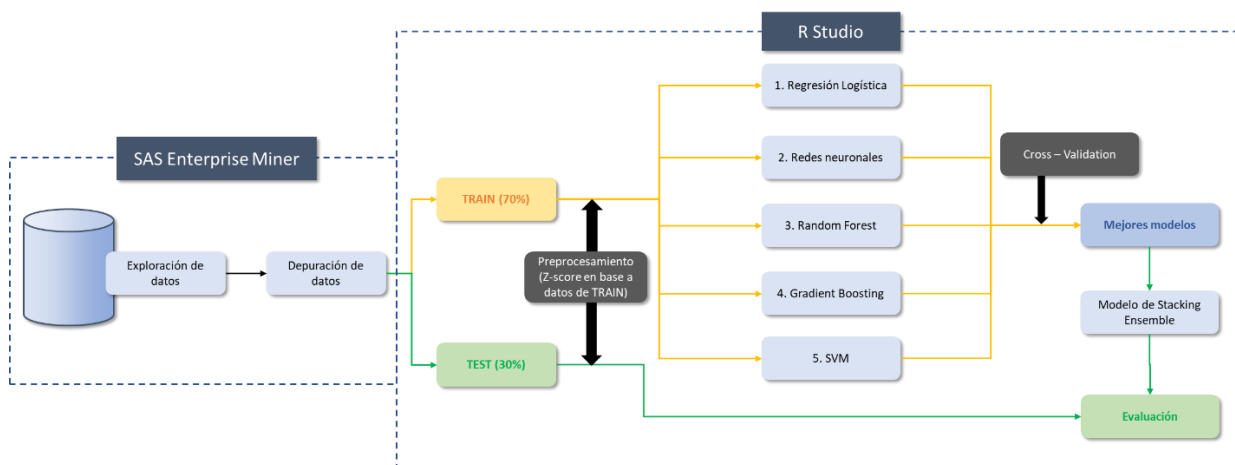 R Studio
SAS Enterprise Miner
Exploración de
datos
Depuración de
datos
TRAIN (70%)
TEST (30%)
Preprocesamiento
(Z-score en base a
datos de TRAIN)
1. Regresión Logística
2. Redes neuronales
3. Random Forest
4. Gradient Boosting
5. SVM
Cross – Validation
Mejores modelos
Modelo de Stacking
Ensemble
Evaluación